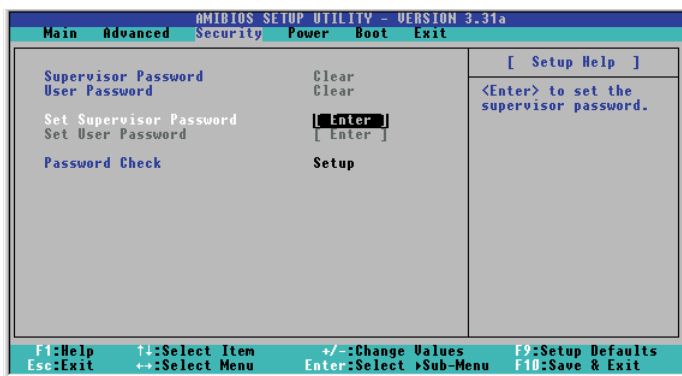 AMIBIOS SETUP UTILITY - VERSION 3.31a
Main Advanced Security Power Boot Exit
Supervisor Password Clear
User Password Clear
Set Supervisor Password [ Enter ]
Set User Password [ Enter ]
Password Check Setup
[ Setup Help ]
<Enter> to set the
supervisor password.
F1:Help ↑↓:Select Item +/-:Change Values F9:Setup Defaults
Esc:Exit ↔:Select Menu Enter:Select ▸Sub-Menu F10:Save & Exit